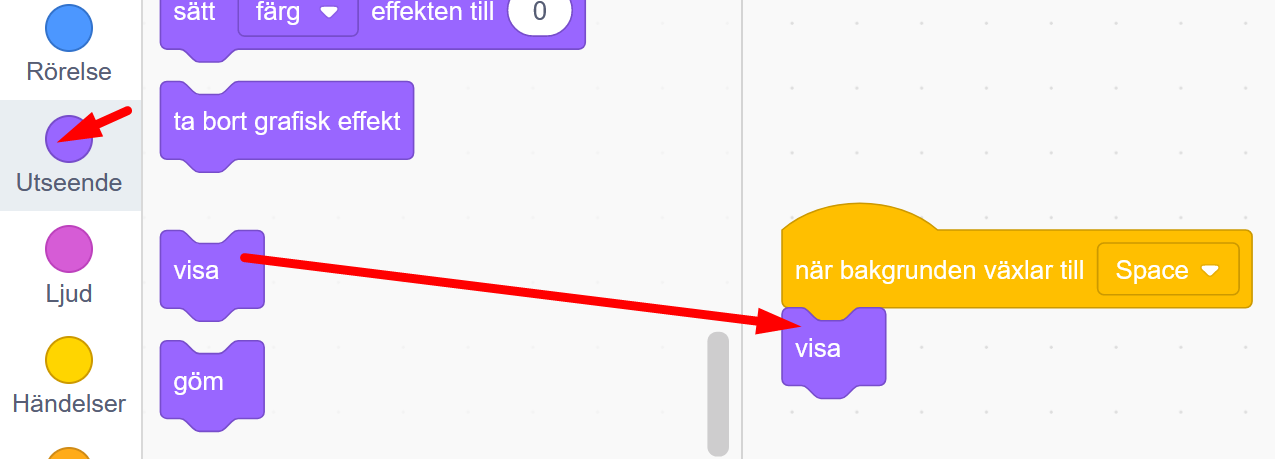 sätt färg effekten till 0
Rörelse
ta bort grafisk effekt
Utseende
visa
när bakgrunden växlar till Space
Ljud
visa
göm
Händelser